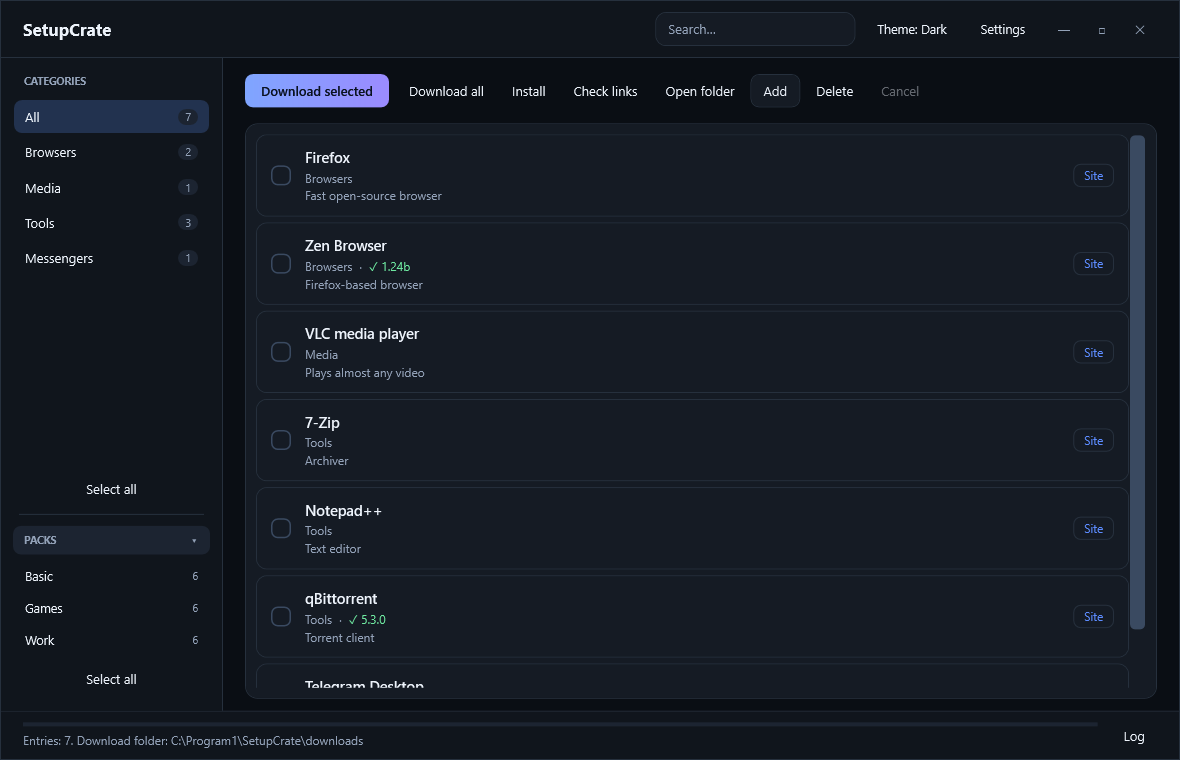 SetupCrate
Search...
Theme: Dark
Settings
CATEGORIES
All 7
Browsers 2
Media 1
Tools 3
Messengers 1
Select all
PACKS
Basic 6
Games 6
Work 6
Select all
Download selected
Download all
Install
Check links
Open folder
Add
Delete
Cancel
Firefox
Browsers
Fast open-source browser
Site
Zen Browser
Browsers · ✓ 1.24b
Firefox-based browser
Site
VLC media player
Media
Plays almost any video
Site
7-Zip
Tools
Archiver
Site
Notepad++
Tools
Text editor
Site
qBittorrent
Tools · ✓ 5.3.0
Torrent client
Site
Telegram Desktop
Entries: 7. Download folder: C:\Program1\SetupCrate\downloads
Log